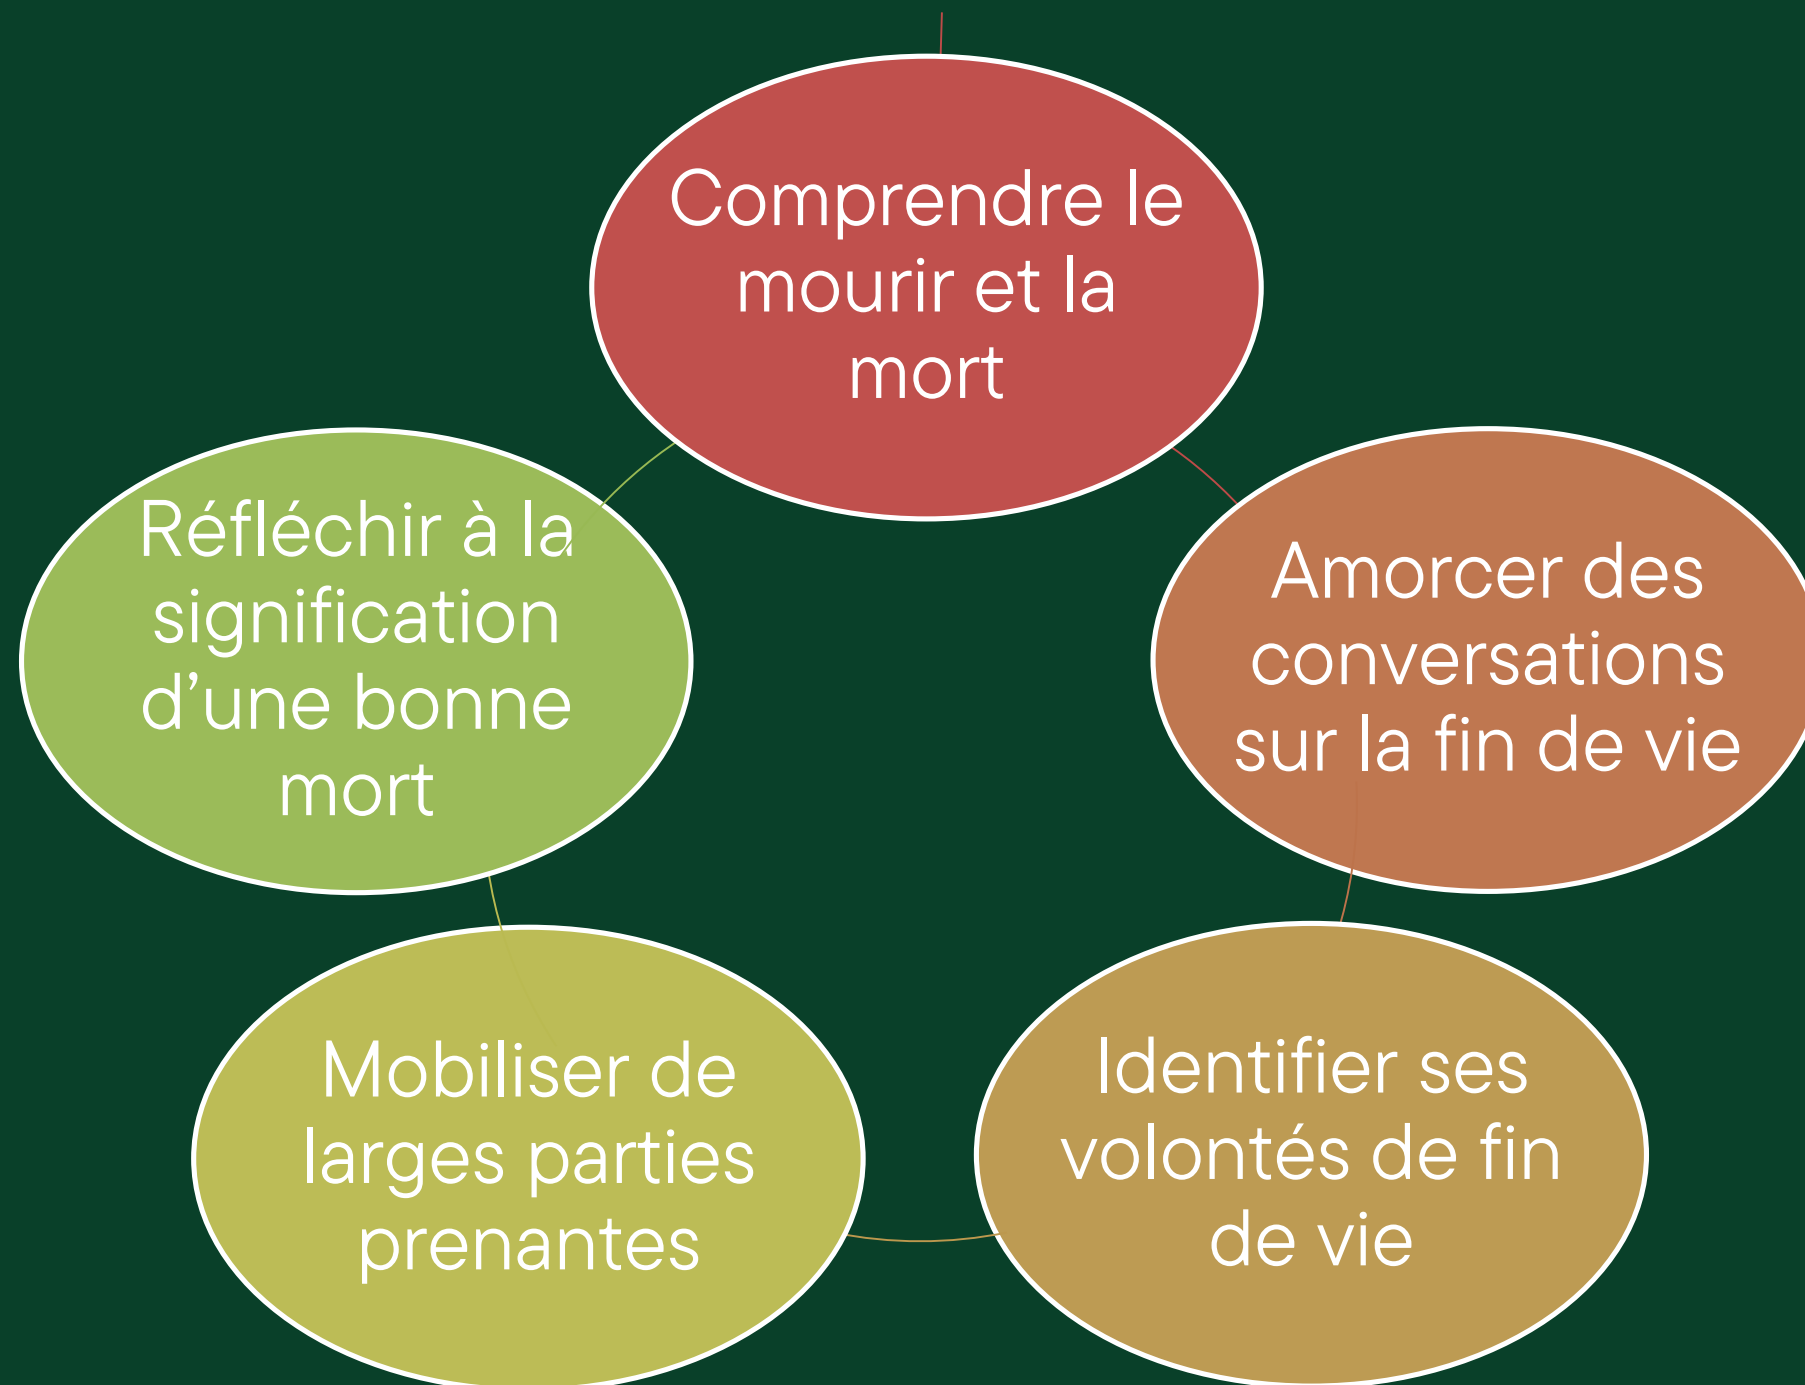 Comprendre le
mourir et la
mort
Amorcer des
conversations
sur la fin de vie
Identifier ses
volontés de fin
de vie
Mobiliser de
larges parties
prenantes
Réfléchir à la
signification
d’une bonne
mort